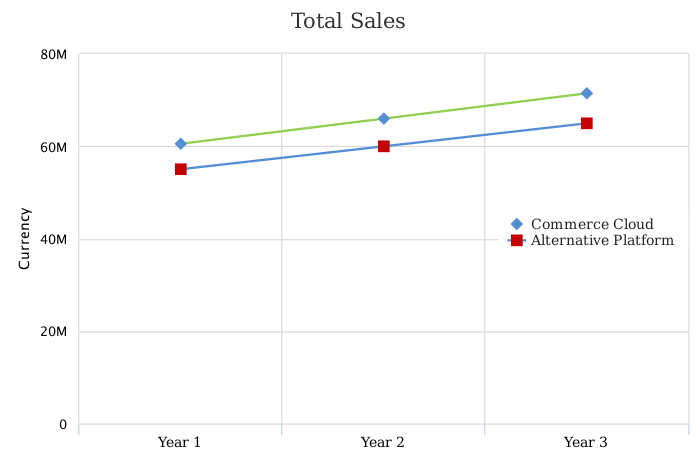 Total Sales
80M
60M
40M
20M
0
Currency
Commerce Cloud
Alternative Platform
Year 1
Year 2
Year 3